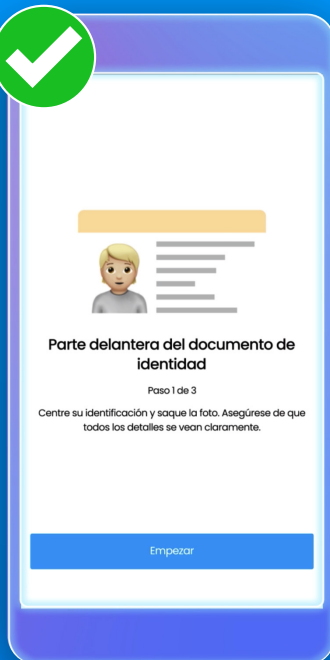 Parte delantera del documento de
identidad
Paso 1 de 3
Centre su identificación y saque la foto. Asegúrese de que
todos los detalles se vean claramente.
Empezar